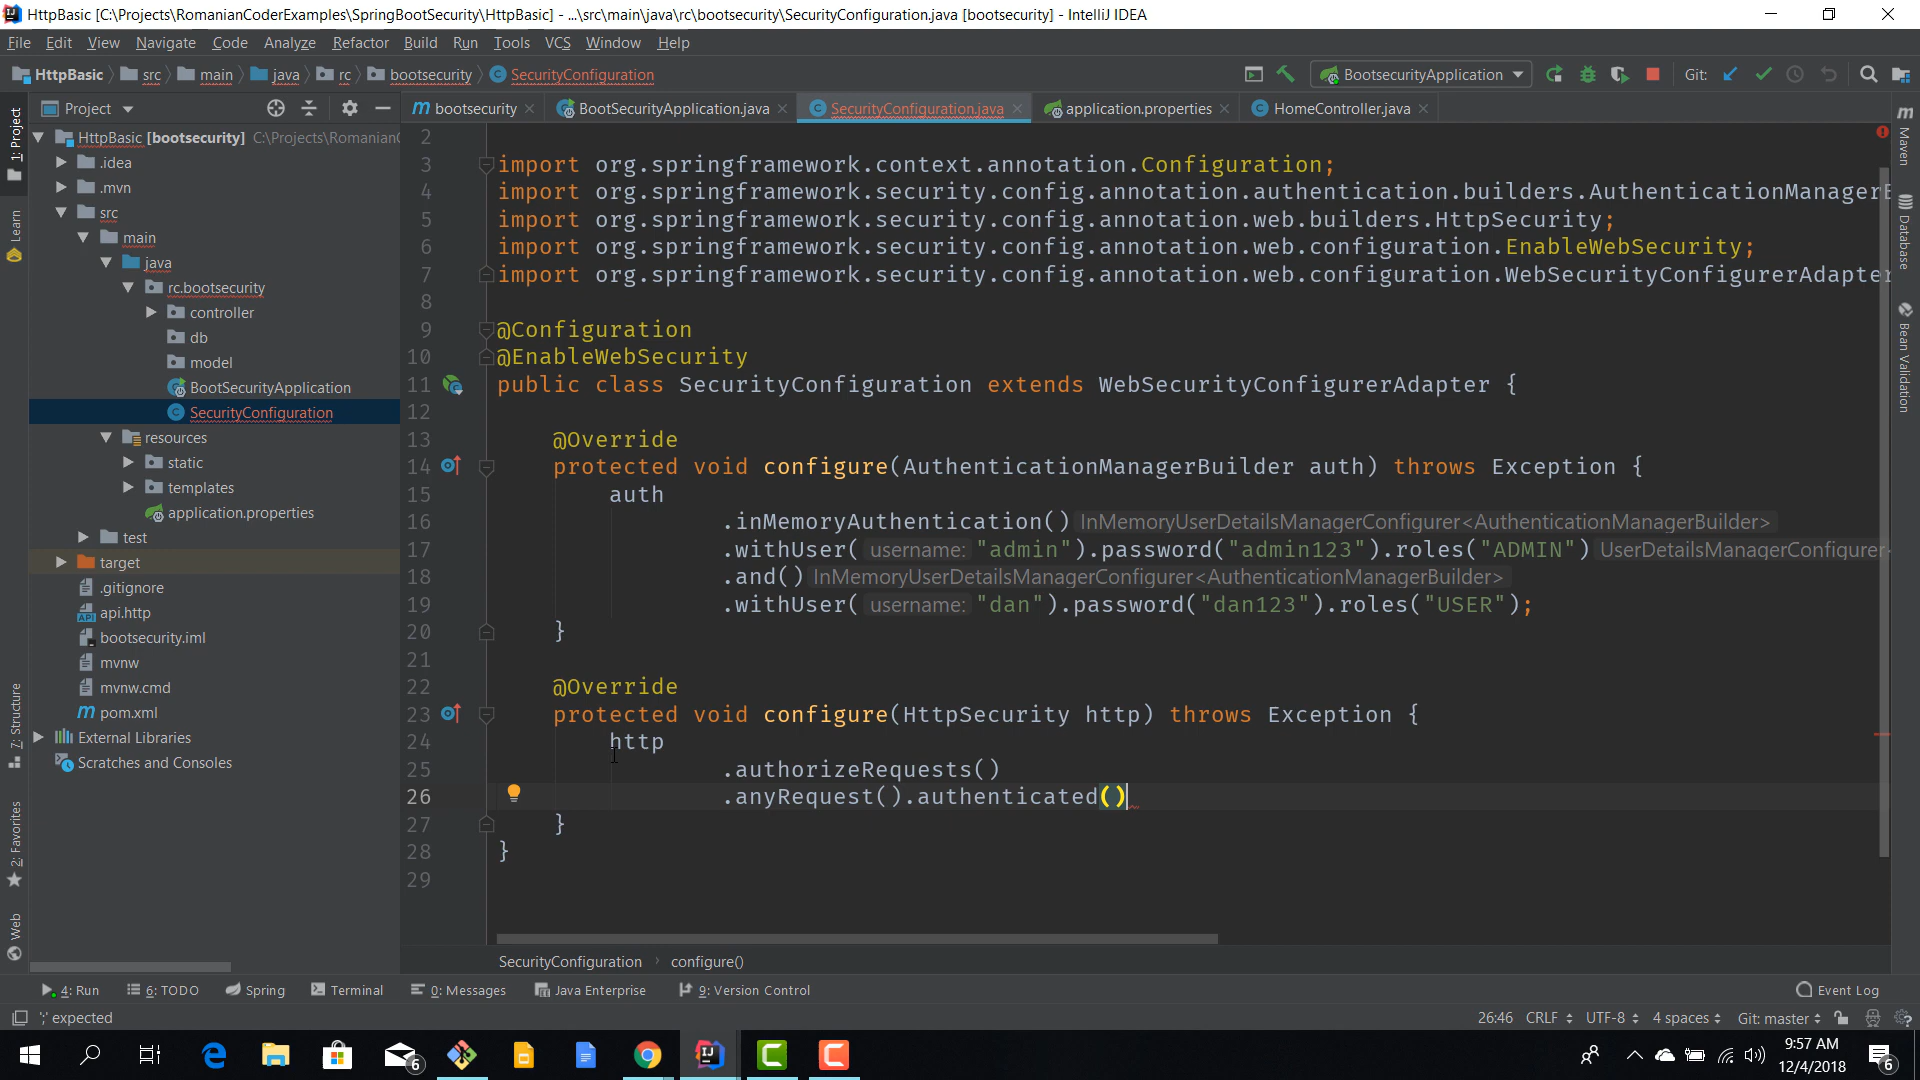 HttpBasic [C:\Projects\RomanianCoderExamples\SpringBootSecurity\HttpBasic] - ...\src\main\java\rc\bootsecurity\SecurityConfiguration.java [bootsecurity] - IntelliJ IDEA
File Edit View Navigate Code Analyze Refactor Build Run Tools VCS Window Help
HttpBasic src main java rc bootsecurity SecurityConfiguration BootsecurityApplication Git:
Project bootsecurity BootSecurityApplication.java SecurityConfiguration.java application.properties HomeController.java
1: Project
Learn
7: Structure
2: Favorites
Web
HttpBasic [bootsecurity] C:\Projects\Romanian
.idea
.mvn
src
main
java
rc.bootsecurity
controller
db
model
BootSecurityApplication
SecurityConfiguration
resources
static
templates
application.properties
test
target
.gitignore
api.http
bootsecurity.iml
mvnw
mvnw.cmd
pom.xml
External Libraries
Scratches and Consoles
2
3 import org.springframework.context.annotation.Configuration;
4 import org.springframework.security.config.annotation.authentication.builders.AuthenticationManagerB
5 import org.springframework.security.config.annotation.web.builders.HttpSecurity;
6 import org.springframework.security.config.annotation.web.configuration.EnableWebSecurity;
7 import org.springframework.security.config.annotation.web.configuration.WebSecurityConfigurerAdapter
8
9 @Configuration
10 @EnableWebSecurity
11 public class SecurityConfiguration extends WebSecurityConfigurerAdapter {
12
13 @Override
14 protected void configure(AuthenticationManagerBuilder auth) throws Exception {
15 auth
16 .inMemoryAuthentication() InMemoryUserDetailsManagerConfigurer<AuthenticationManagerBuilder>
17 .withUser( username: "admin").password("admin123").roles("ADMIN") UserDetailsManagerConfigurer<
18 .and() InMemoryUserDetailsManagerConfigurer<AuthenticationManagerBuilder>
19 .withUser( username: "dan").password("dan123").roles("USER");
20 }
21
22 @Override
23 protected void configure(HttpSecurity http) throws Exception {
24 http
25 .authorizeRequests()
26 .anyRequest().authenticated()
27 }
28 }
29
Maven
Database
Bean Validation
SecurityConfiguration configure()
4: Run 6: TODO Spring Terminal 0: Messages Java Enterprise 9: Version Control Event Log
';' expected 26:46 CRLF UTF-8 4 spaces Git: master
6 9:57 AM
12/4/2018 6